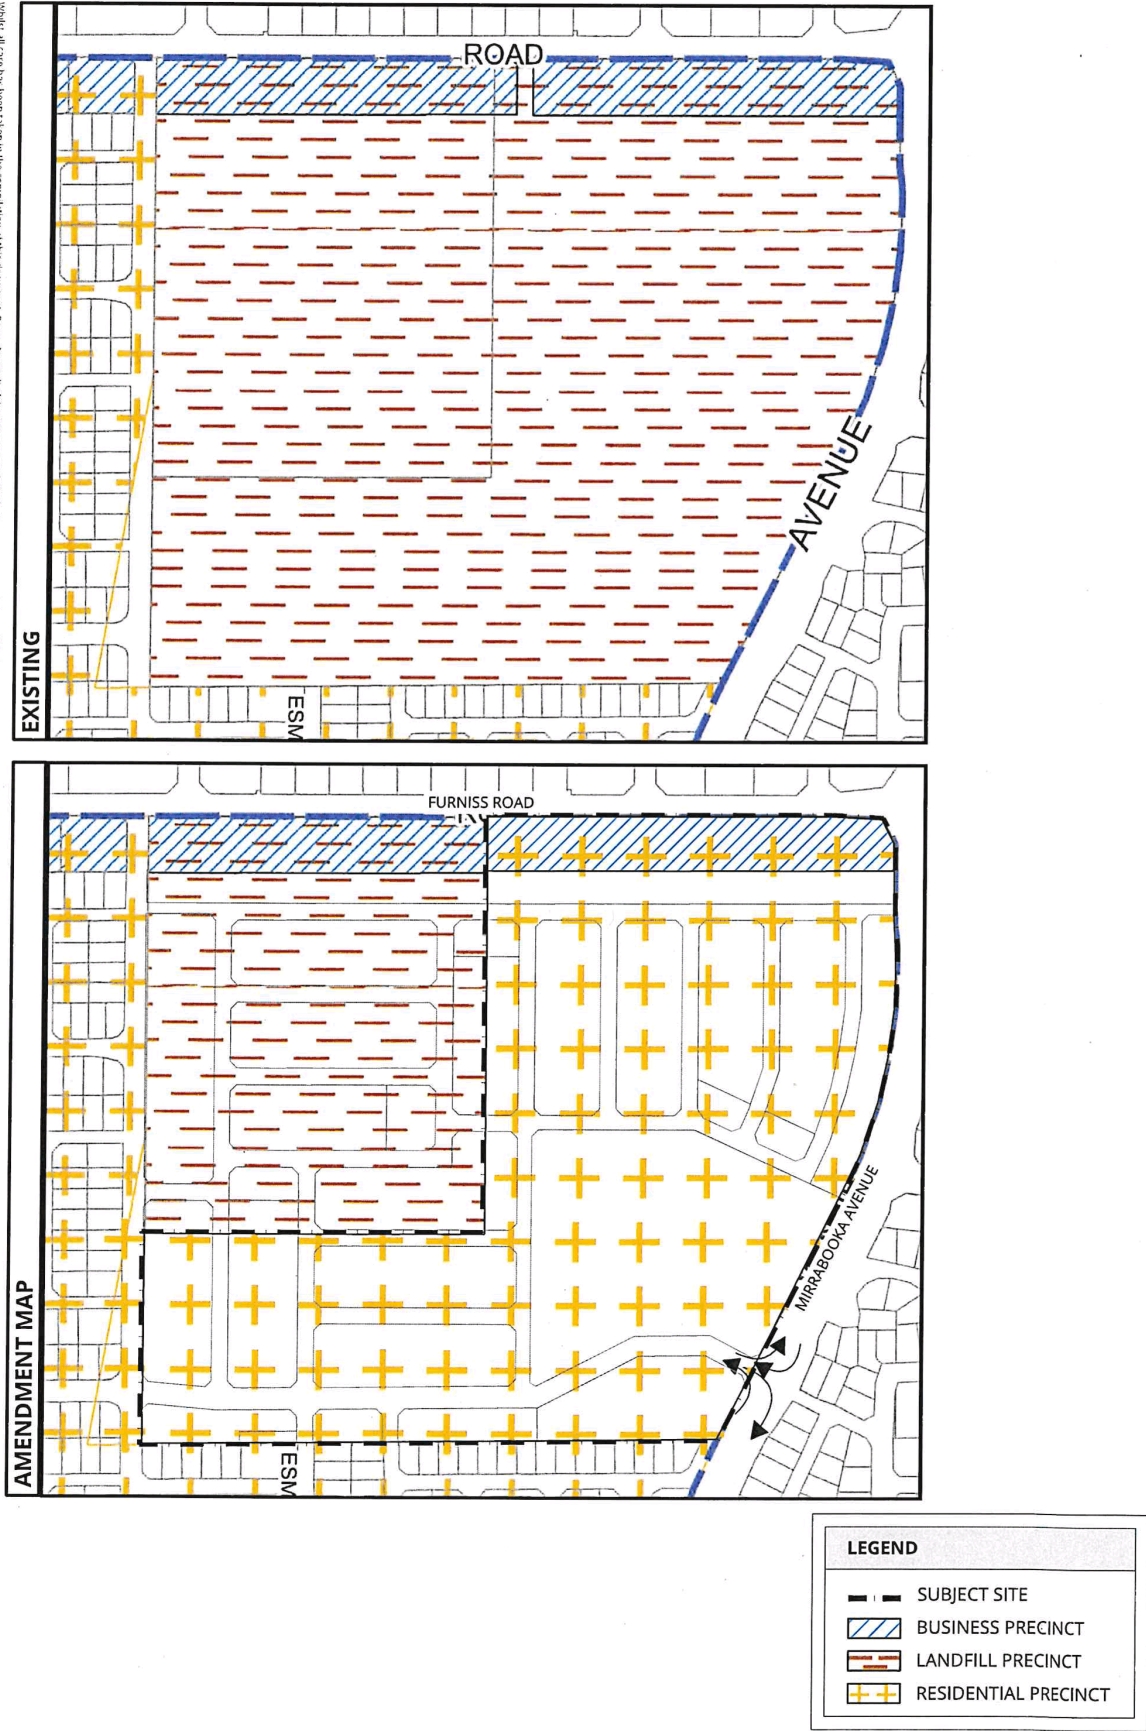 ROAD
AVENUE
ESM
EXISTING
FURNISS ROAD
MIRRABOOKA AVENUE
ESM
AMENDMENT MAP
LEGEND
SUBJECT SITE
BUSINESS PRECINCT
LANDFILL PRECINCT
RESIDENTIAL PRECINCT